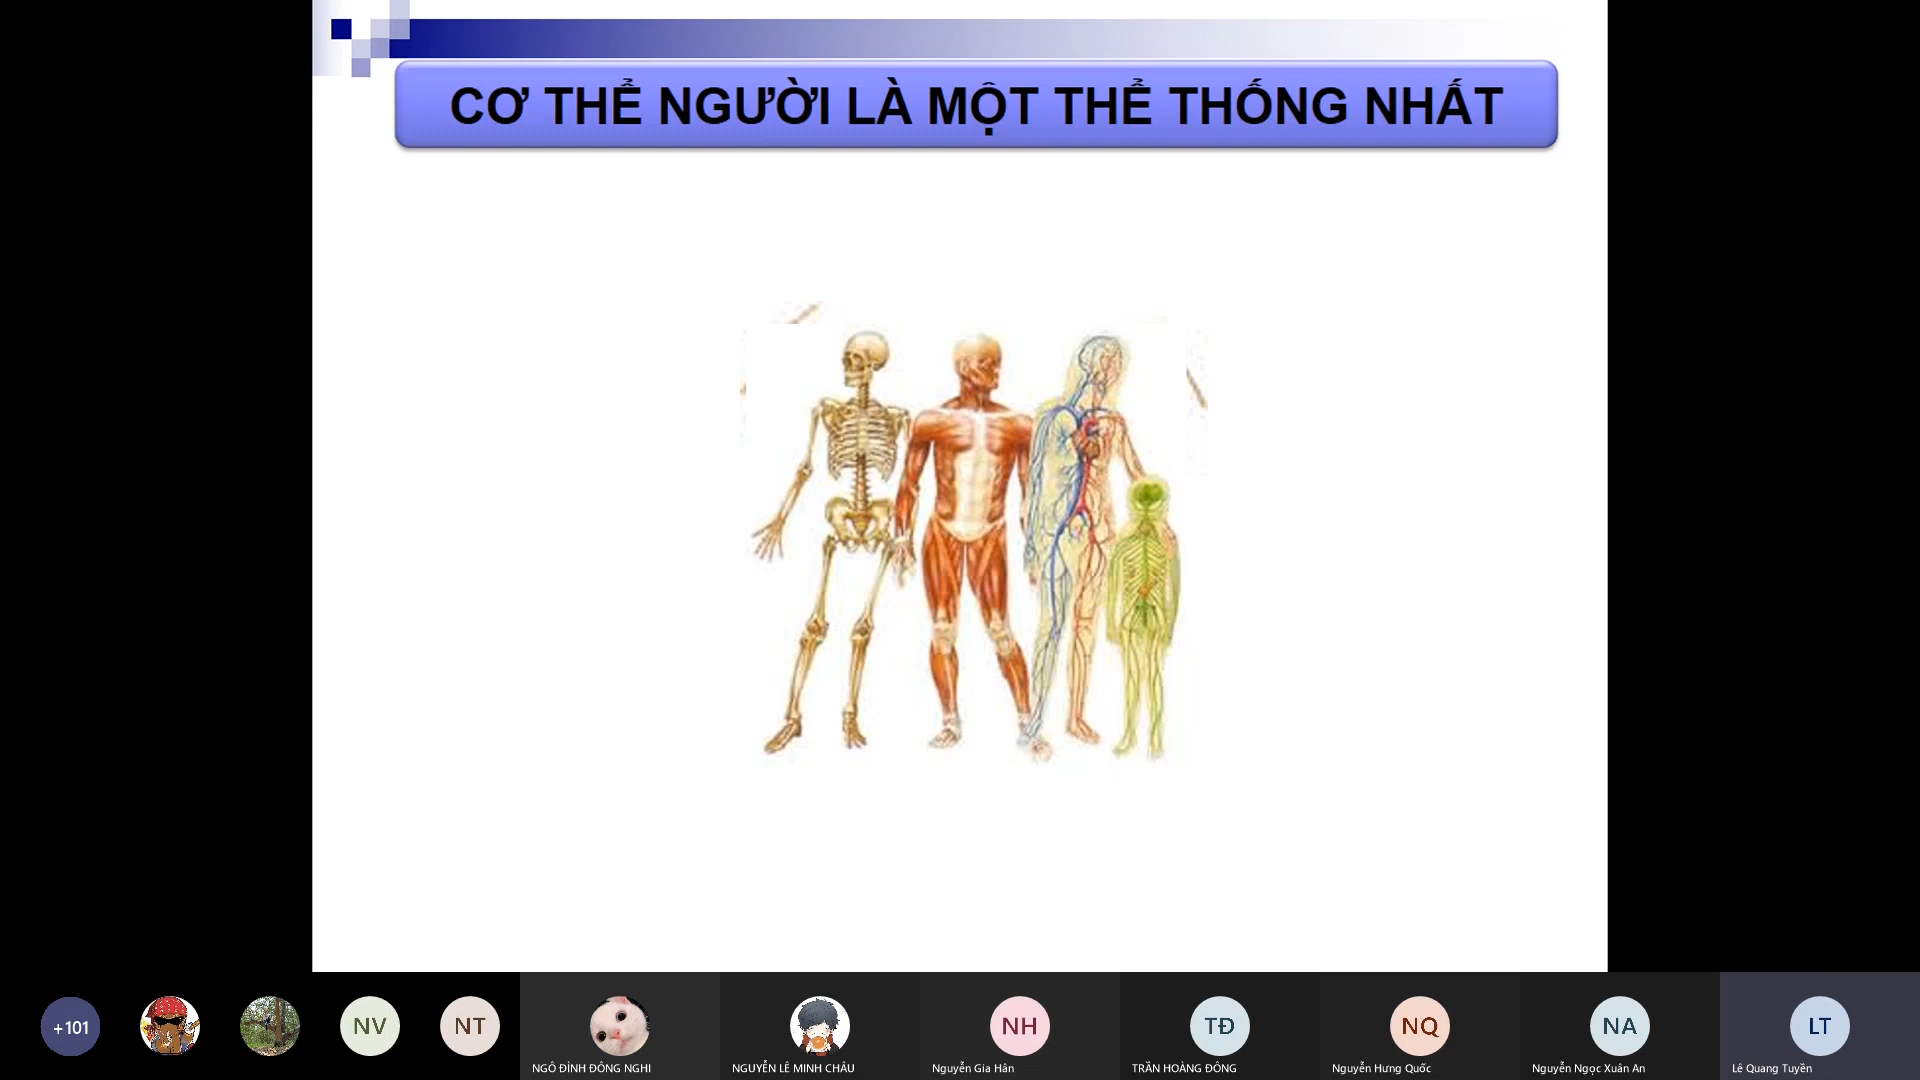 CƠ THỂ NGƯỜI LÀ MỘT THỂ THỐNG NHẤT
+101
NV
NT
NH
TĐ
NQ
NA
LT
NGÔ ĐÌNH ĐÔNG NGHI
NGUYỄN LÊ MINH CHÂU
Nguyễn Gia Hân
TRẦN HOÀNG ĐÔNG
Nguyễn Hưng Quốc
Nguyễn Ngọc Xuân An
Lê Quang Tuyền